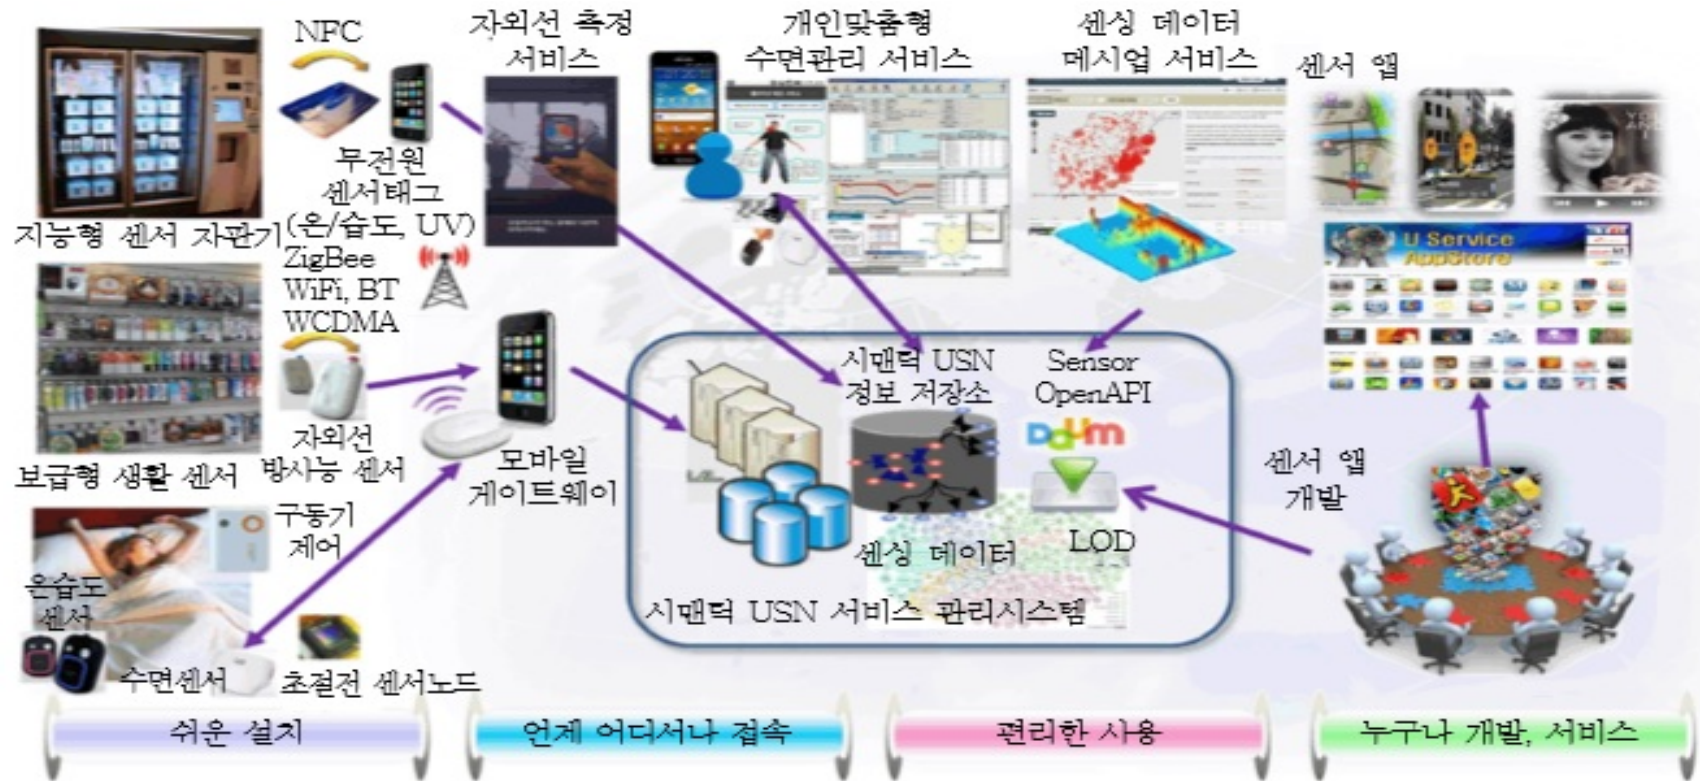 NFC
자외선 측정
서비스
개인맞춤형
수면관리 서비스
센싱 데이터
메시업 서비스
센서 앱
무전원
센서태그
(온/습도, UV)
지능형 센서 자판기
ZigBee
WiFi, BT
WCDMA
U Service
AppStore
시맨틱 USN
정보 저장소
Sensor
OpenAPI
Daum
자외선
방사능 센서
보급형 생활 센서
모바일
게이트웨이
센서 앱
개발
구동기
제어
센싱 데이터
LOD
온습도
센서
시맨틱 USN 서비스 관리시스템
수면센서
초절전 센서노드
쉬운 설치
언제 어디서나 접속
편리한 사용
누구나 개발, 서비스